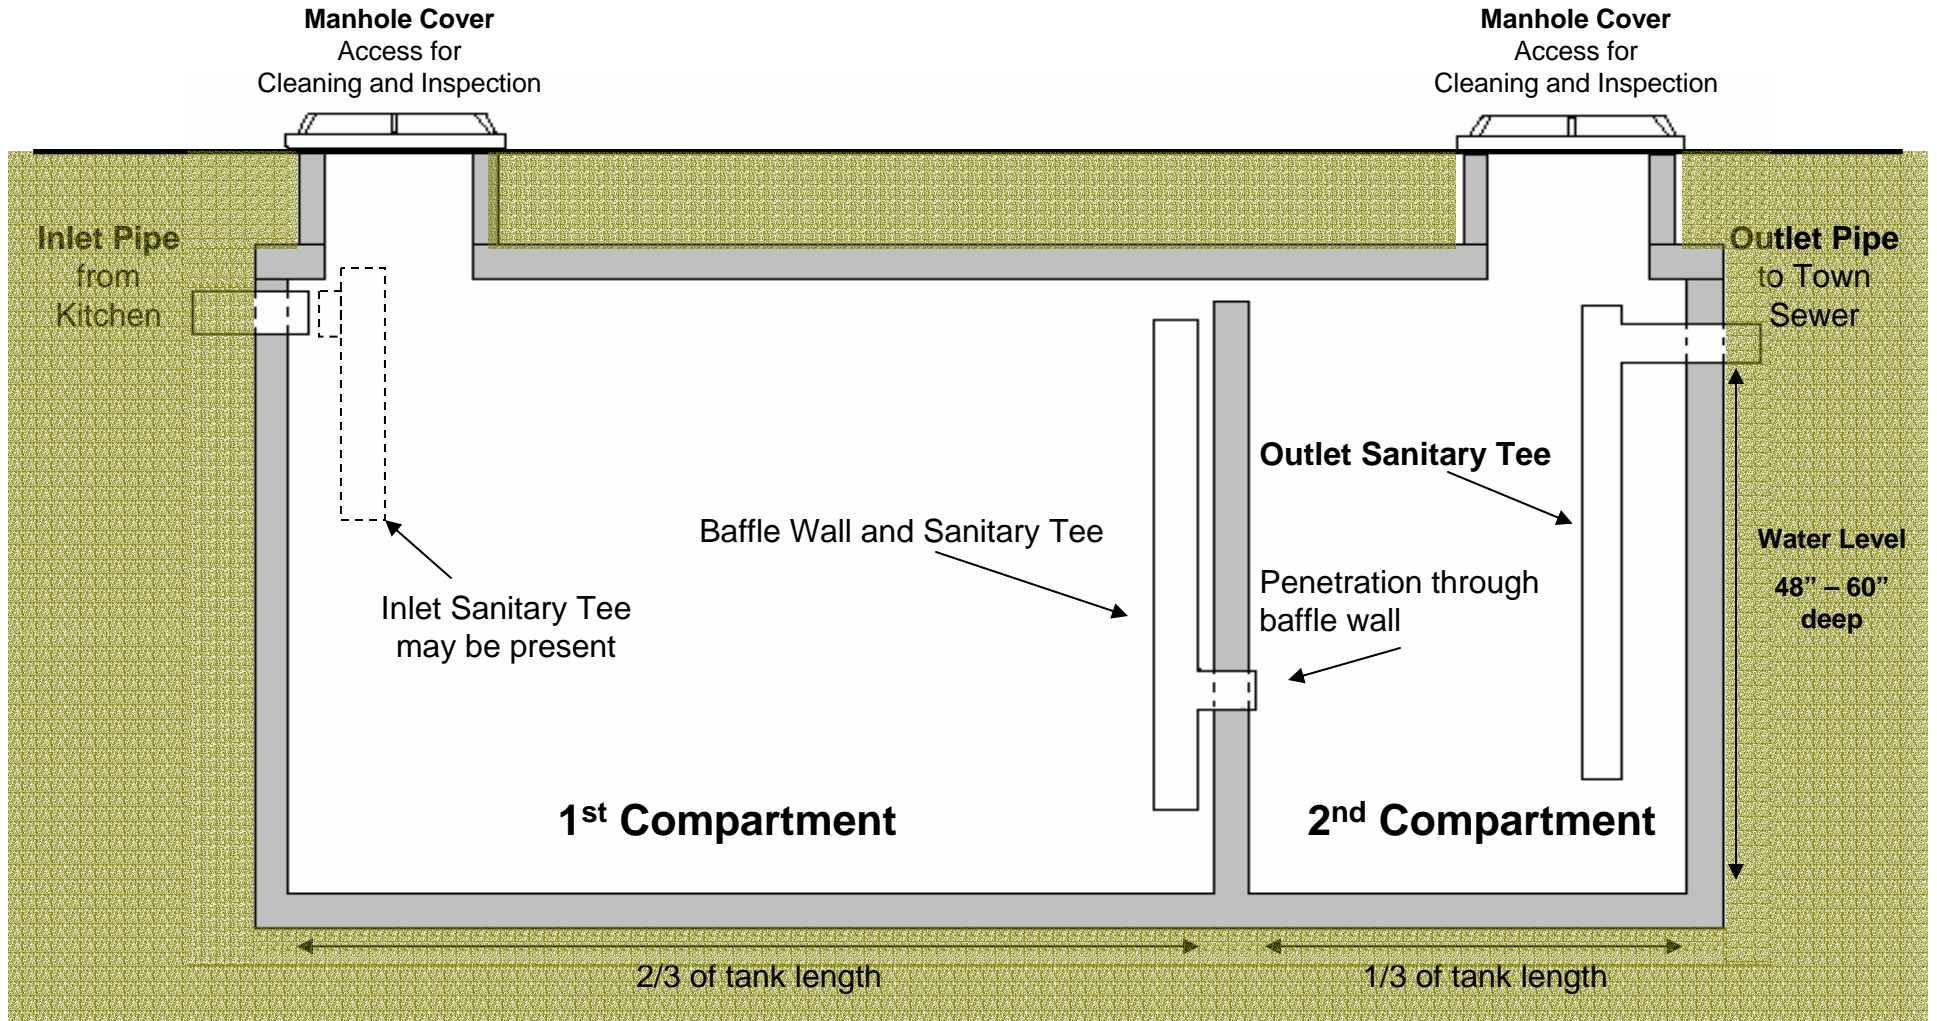 Manhole Cover
Access for
Cleaning and Inspection
Manhole Cover
Access for
Cleaning and Inspection
Inlet Pipe
from
Kitchen
Outlet Pipe
to Town
Sewer
Outlet Sanitary Tee
Baffle Wall and Sanitary Tee
Penetration through
baffle wall
Water Level
48” – 60”
deep
Inlet Sanitary Tee
may be present
1st Compartment
2nd Compartment
2/3 of tank length
1/3 of tank length